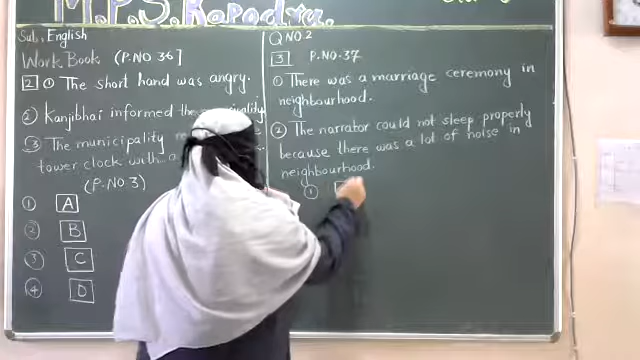 M.P.S. Kapodra.
Sub., English
Work Book (P.NO 36]
2 ① The short hand was angry.
② Kanjibhai informed the municipality
③ The municipality
tower clock with a
(P.NO 3)
① A
② B
③ C
④ D
Q NO.2
3 P.NO.37
① There was a marriage ceremony in
neighbourhood.
② The narrator could not sleep properly
because there was a lot of noise in
neighbourhood.
①